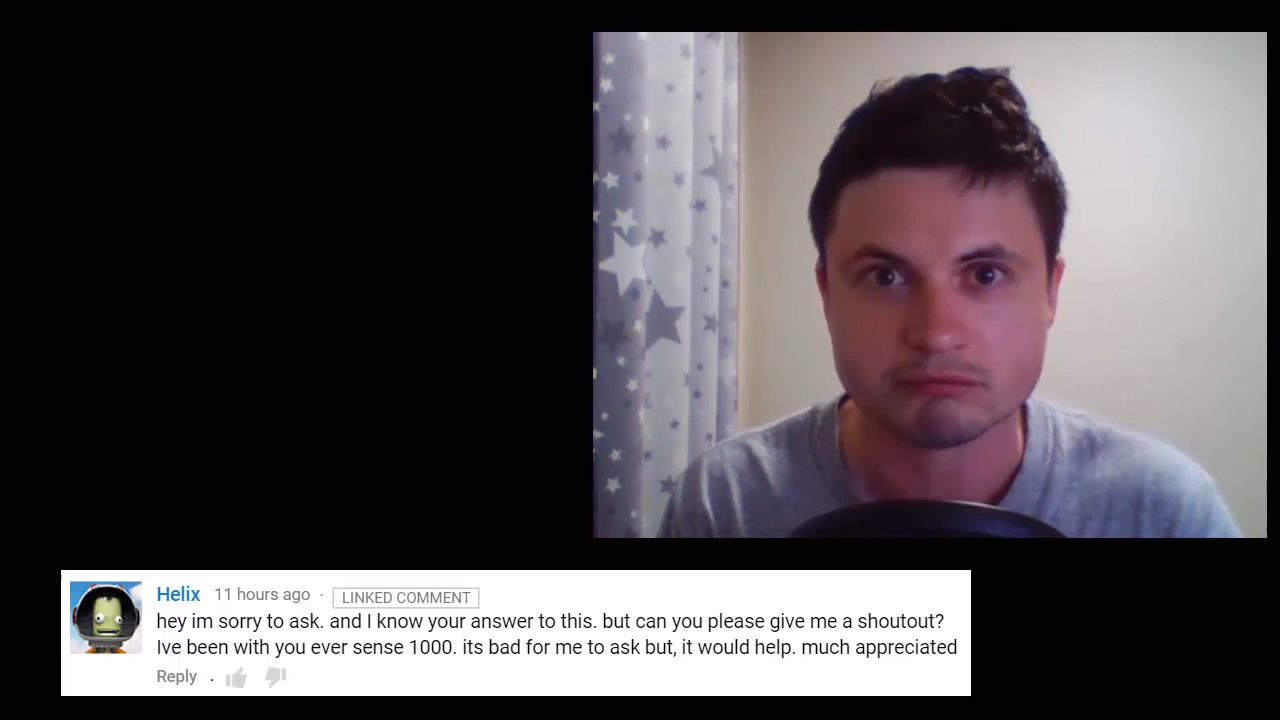 Helix 11 hours ago · LINKED COMMENT
hey im sorry to ask. and I know your answer to this. but can you please give me a shoutout?
Ive been with you ever sense 1000. its bad for me to ask but, it would help. much appreciated
Reply .